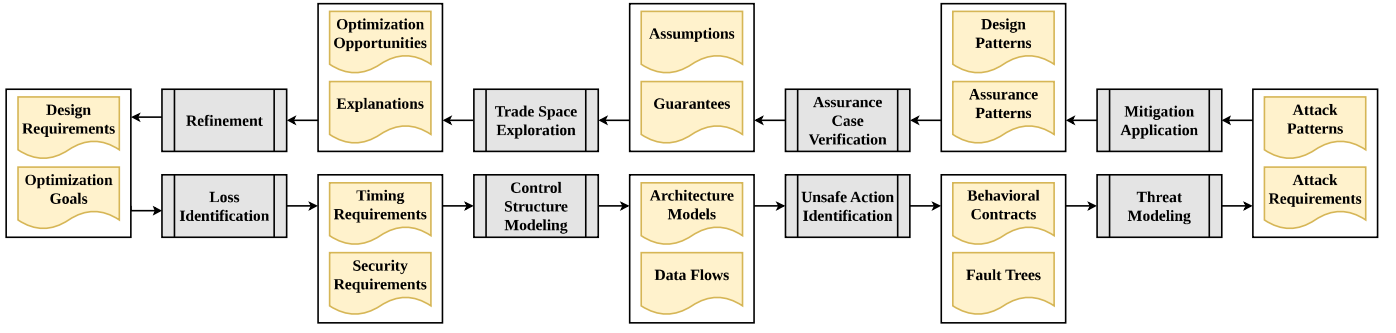 Optimization
Opportunities
Explanations
Assumptions
Guarantees
Design
Patterns
Assurance
Patterns
Design
Requirements
Optimization
Goals
Refinement
Trade Space
Exploration
Assurance
Case
Verification
Mitigation
Application
Attack
Patterns
Attack
Requirements
Loss
Identification
Timing
Requirements
Security
Requirements
Control
Structure
Modeling
Architecture
Models
Data Flows
Unsafe Action
Identification
Behavioral
Contracts
Fault Trees
Threat
Modeling